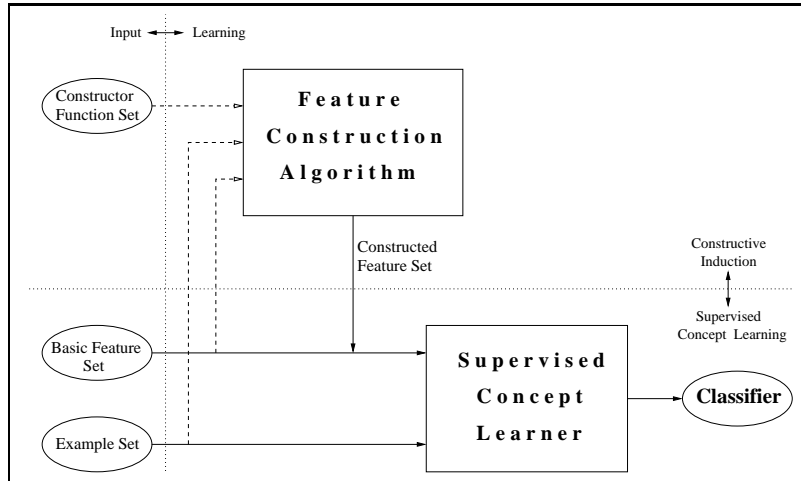 Input
Learning
Constructor
Function Set
Feature
Construction
Algorithm
Constructed
Feature Set
Constructive
Induction
Supervised
Concept Learning
Basic Feature
Set
Supervised
Concept
Learner
Classifier
Example Set